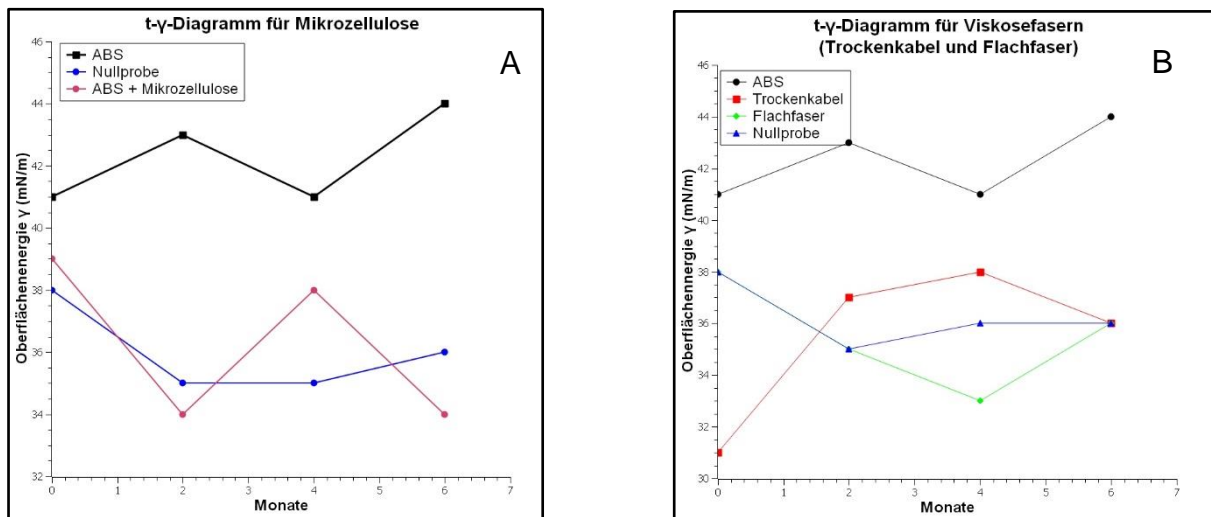 t-γ-Diagramm für Mikrozellulose
A
ABS
Nullprobe
ABS + Mikrozellulose
Oberflächenenergie γ (mN/m)
46
44
42
40
38
36
34
32
0 1 2 3 4 5 6 7
Monate
t-γ-Diagramm für Viskosefasern
(Trockenkabel und Flachfaser)
B
ABS
Trockenkabel
Flachfaser
Nullprobe
Oberflächennergie γ (mN/m)
46
44
42
40
38
36
34
32
30
0 1 2 3 4 5 6 7
Monate